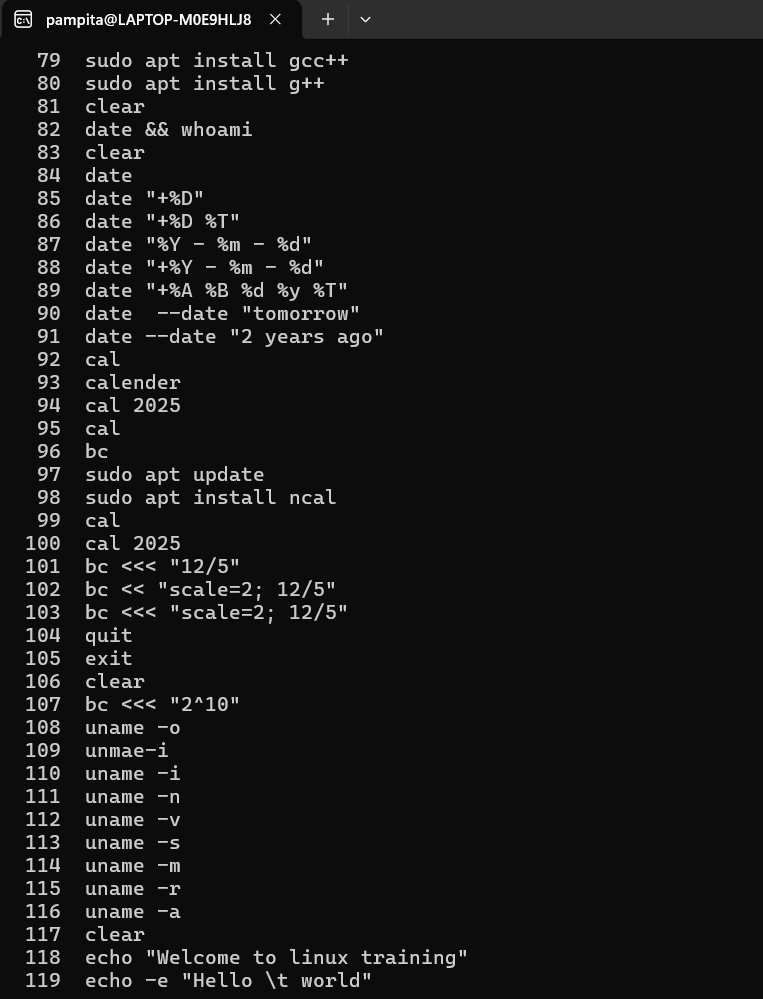 pampita@LAPTOP-M0E9HLJ8
79 sudo apt install gcc++
80 sudo apt install g++
81 clear
82 date && whoami
83 clear
84 date
85 date "+%D"
86 date "+%D %T"
87 date "%Y - %m - %d"
88 date "+%Y - %m - %d"
89 date "+%A %B %d %y %T"
90 date  --date "tomorrow"
91 date --date "2 years ago"
92 cal
93 calender
94 cal 2025
95 cal
96 bc
97 sudo apt update
98 sudo apt install ncal
99 cal
100 cal 2025
101 bc <<< "12/5"
102 bc << "scale=2; 12/5"
103 bc <<< "scale=2; 12/5"
104 quit
105 exit
106 clear
107 bc <<< "2^10"
108 uname -o
109 unmae-i
110 uname -i
111 uname -n
112 uname -v
113 uname -s
114 uname -m
115 uname -r
116 uname -a
117 clear
118 echo "Welcome to linux training"
119 echo -e "Hello \t world"